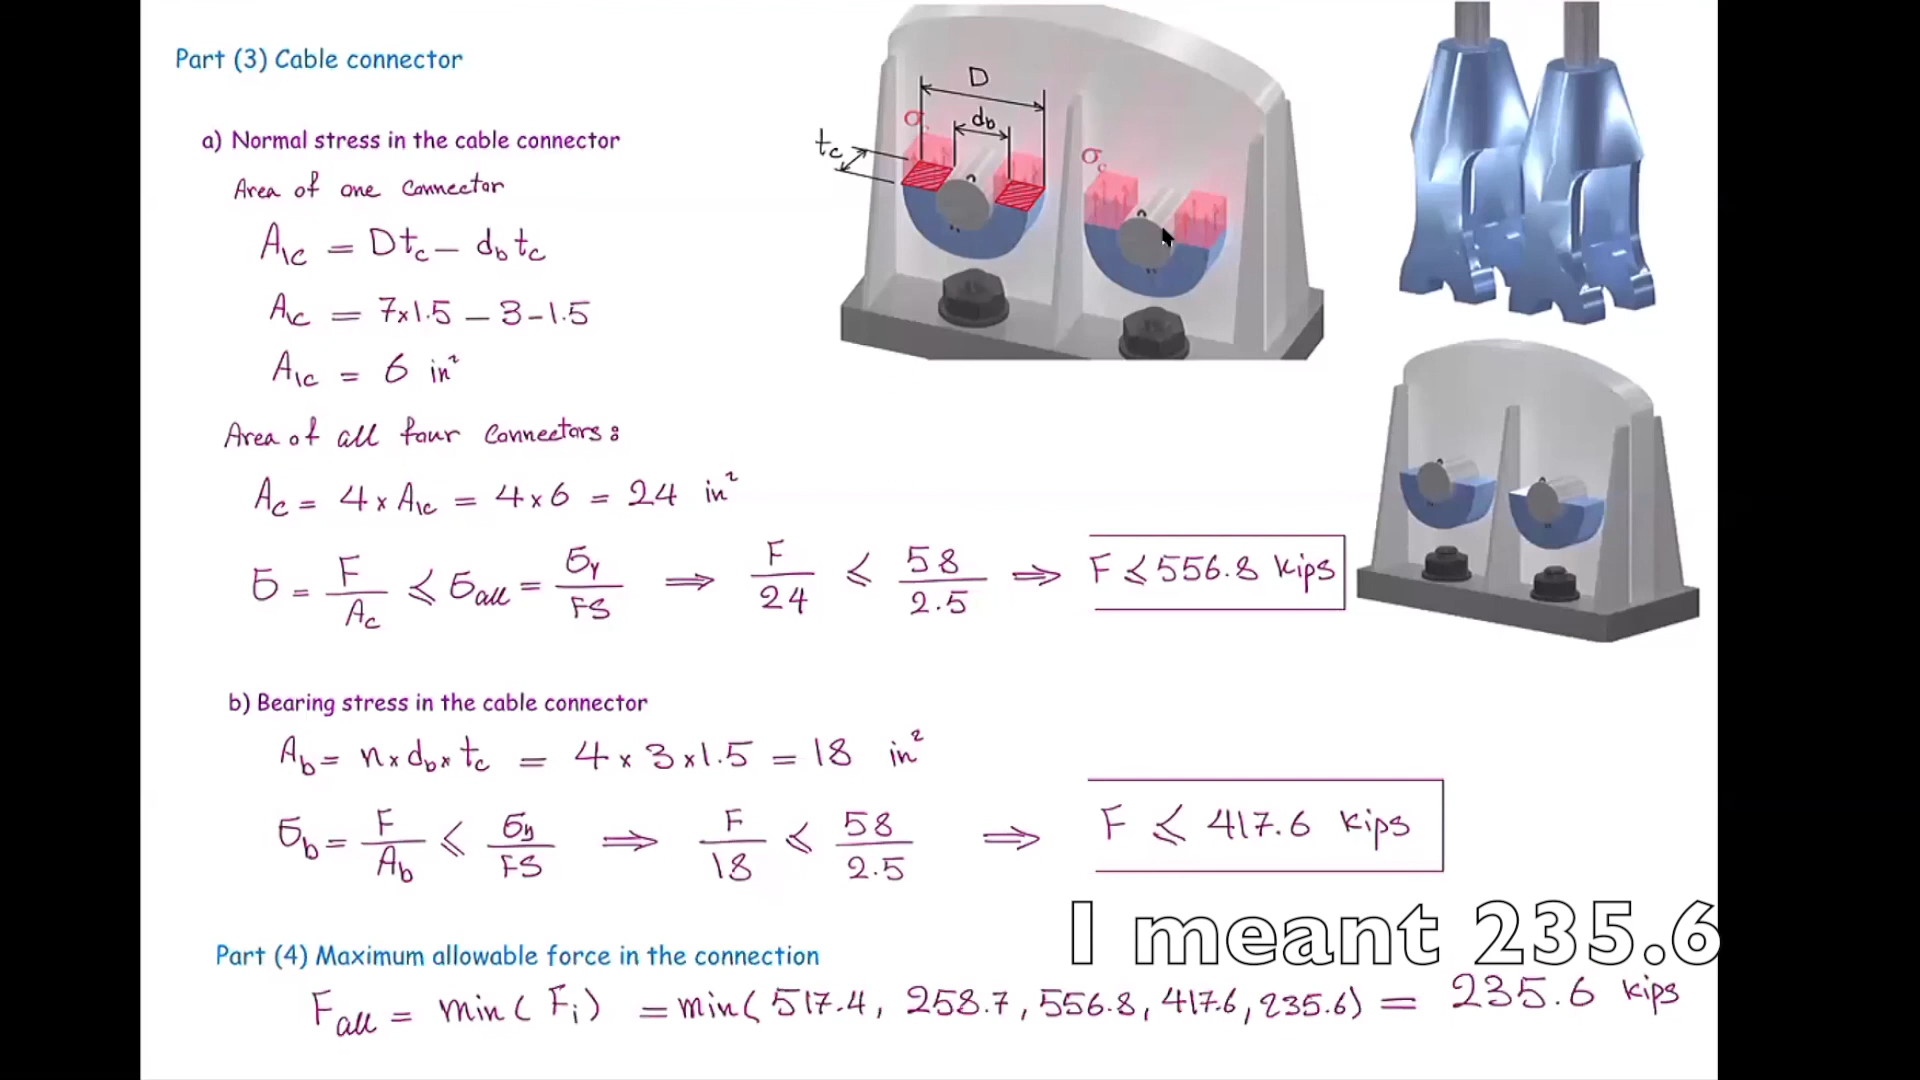 Part (3) Cable connector
a) Normal stress in the cable connector
Area of one connector
A₁c = Dtc – db tc
A₁c = 7×1.5 – 3–1.5
A₁c = 6 in²
Area of all four connectors:
Ac = 4 × A₁c = 4×6 = 24 in²
σ = F/Ac ≤ σall = σy/FS ⇒ F/24 ≤ 58/2.5 ⇒ F ≤ 556.8 kips
D
db
tc
σc
b) Bearing stress in the cable connector
Ab = n × db × tc = 4 × 3 × 1.5 = 18 in²
σb = F/Ab ≤ σy/FS ⇒ F/18 ≤ 58/2.5 ⇒ F ≤ 417.6 kips
I meant 235.6
Part (4) Maximum allowable force in the connection
Fall = min( Fi ) = min( 517.4, 258.7, 556.8, 417.6, 235.6) = 235.6 kips